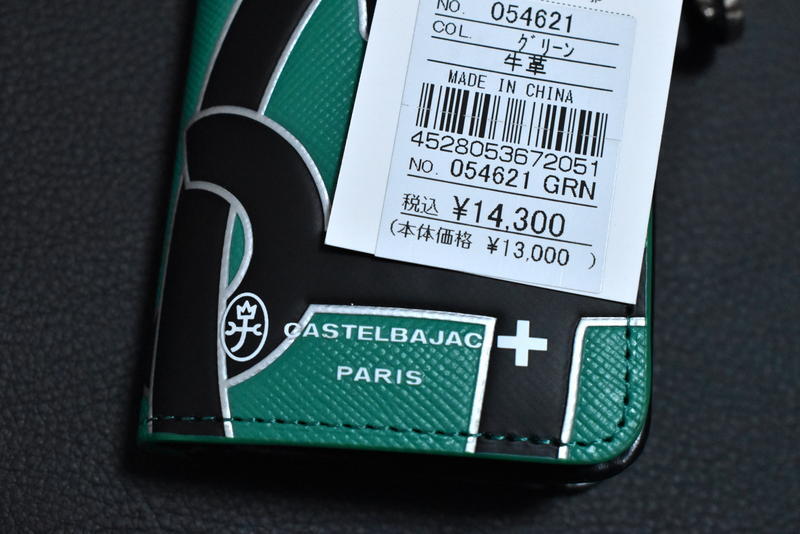 NO. 054621
COL. グリーン
牛革
MADE IN CHINA
4528053672051
NO. 054621 GRN
税込 ¥14,300
(本体価格 ¥13,000 )
CASTELBAJAC
PARIS